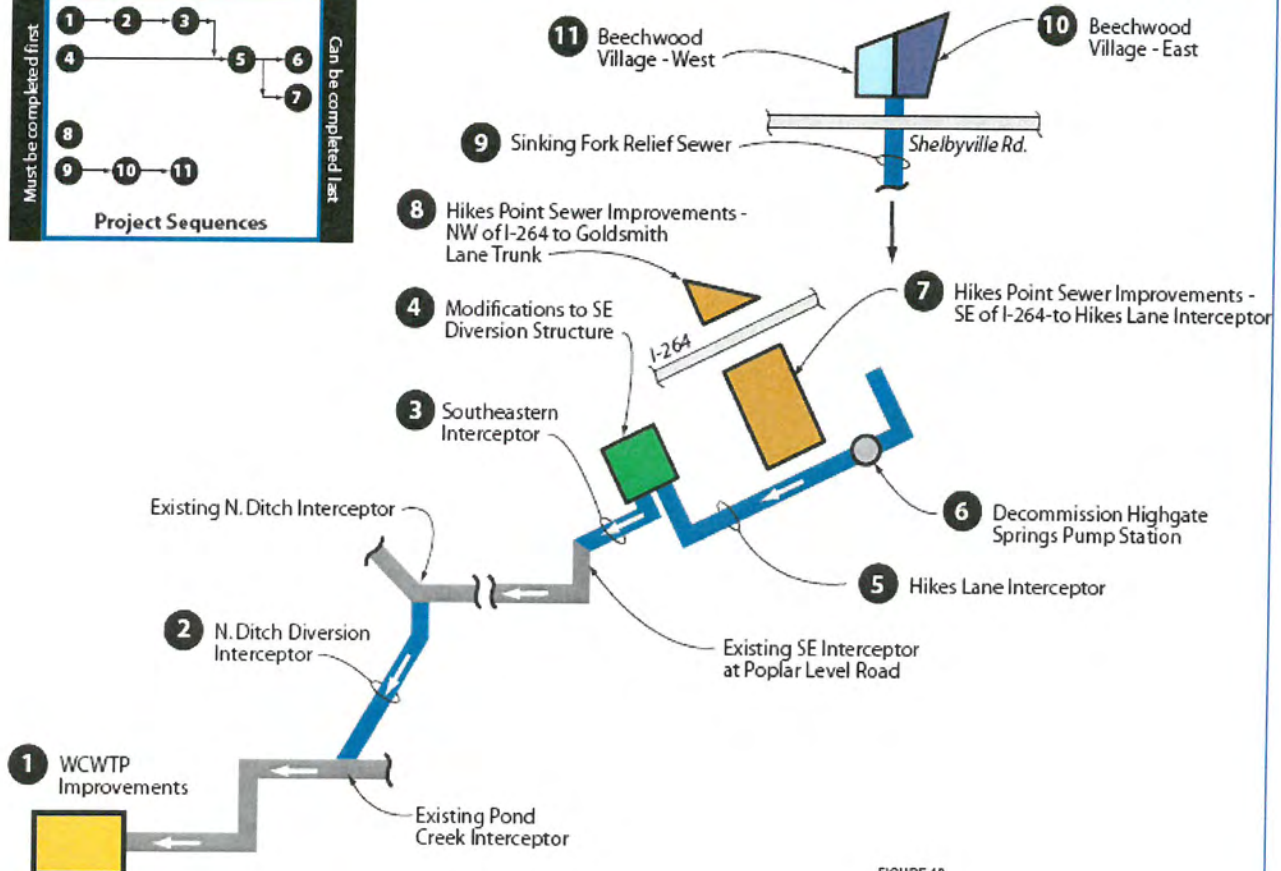 Must be completed first
1 2 3
4 5 6
7
8
9 10 11
Can be completed last
Project Sequences
11 Beechwood
Village - West
10 Beechwood
Village - East
9 Sinking Fork Relief Sewer
Shelbyville Rd.
8 Hikes Point Sewer Improvements -
NW of I-264 to Goldsmith
Lane Trunk
7 Hikes Point Sewer Improvements -
SE of I-264-to Hikes Lane Interceptor
4 Modifications to SE
Diversion Structure
I-264
3 Southeastern
Interceptor
Existing N. Ditch Interceptor
6 Decommission Highgate
Springs Pump Station
5 Hikes Lane Interceptor
2 N. Ditch Diversion
Interceptor
Existing SE Interceptor
at Poplar Level Road
1 WCWTP
Improvements
Existing Pond
Creek Interceptor